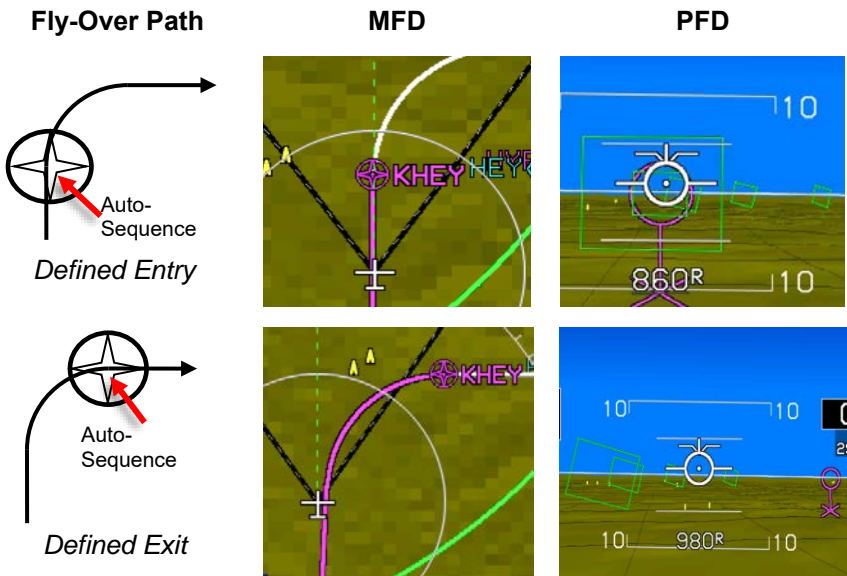 Fly-Over Path
MFD
PFD
Auto-
Sequence
Defined Entry
KHEY
10
860R
10
Auto-
Sequence
Defined Exit
KHEY
10
10
10
980R
10